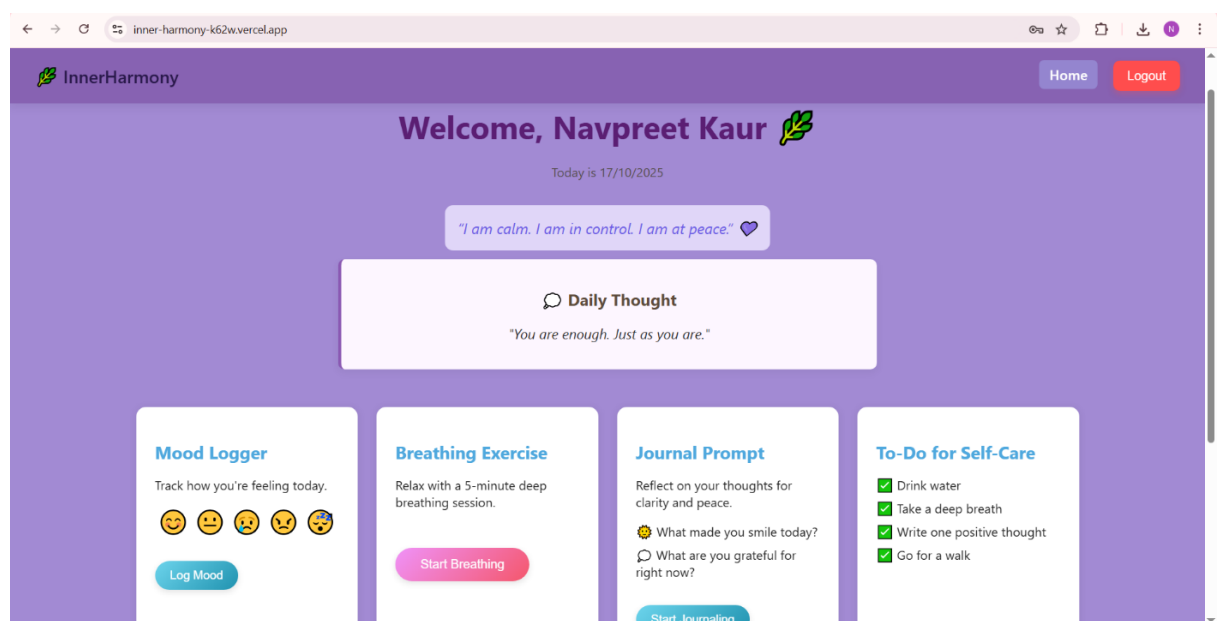 inner-harmony-k62w.vercel.app
N
InnerHarmony
Home
Logout
Welcome, Navpreet Kaur
Today is 17/10/2025
"I am calm. I am in control. I am at peace."
Daily Thought
"You are enough. Just as you are."
Mood Logger
Track how you're feeling today.
Log Mood
Breathing Exercise
Relax with a 5-minute deep
breathing session.
Start Breathing
Journal Prompt
Reflect on your thoughts for
clarity and peace.
What made you smile today?
What are you grateful for
right now?
Start Journaling
To-Do for Self-Care
Drink water
Take a deep breath
Write one positive thought
Go for a walk